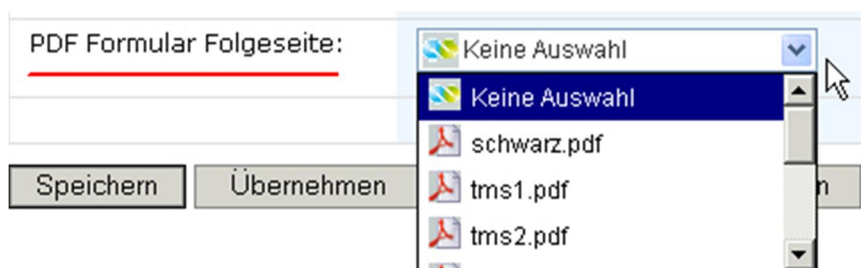 PDF Formular Folgeseite:
Keine Auswahl
Keine Auswahl
schwarz.pdf
Speichern
Übernehmen
tms1.pdf
tms2.pdf